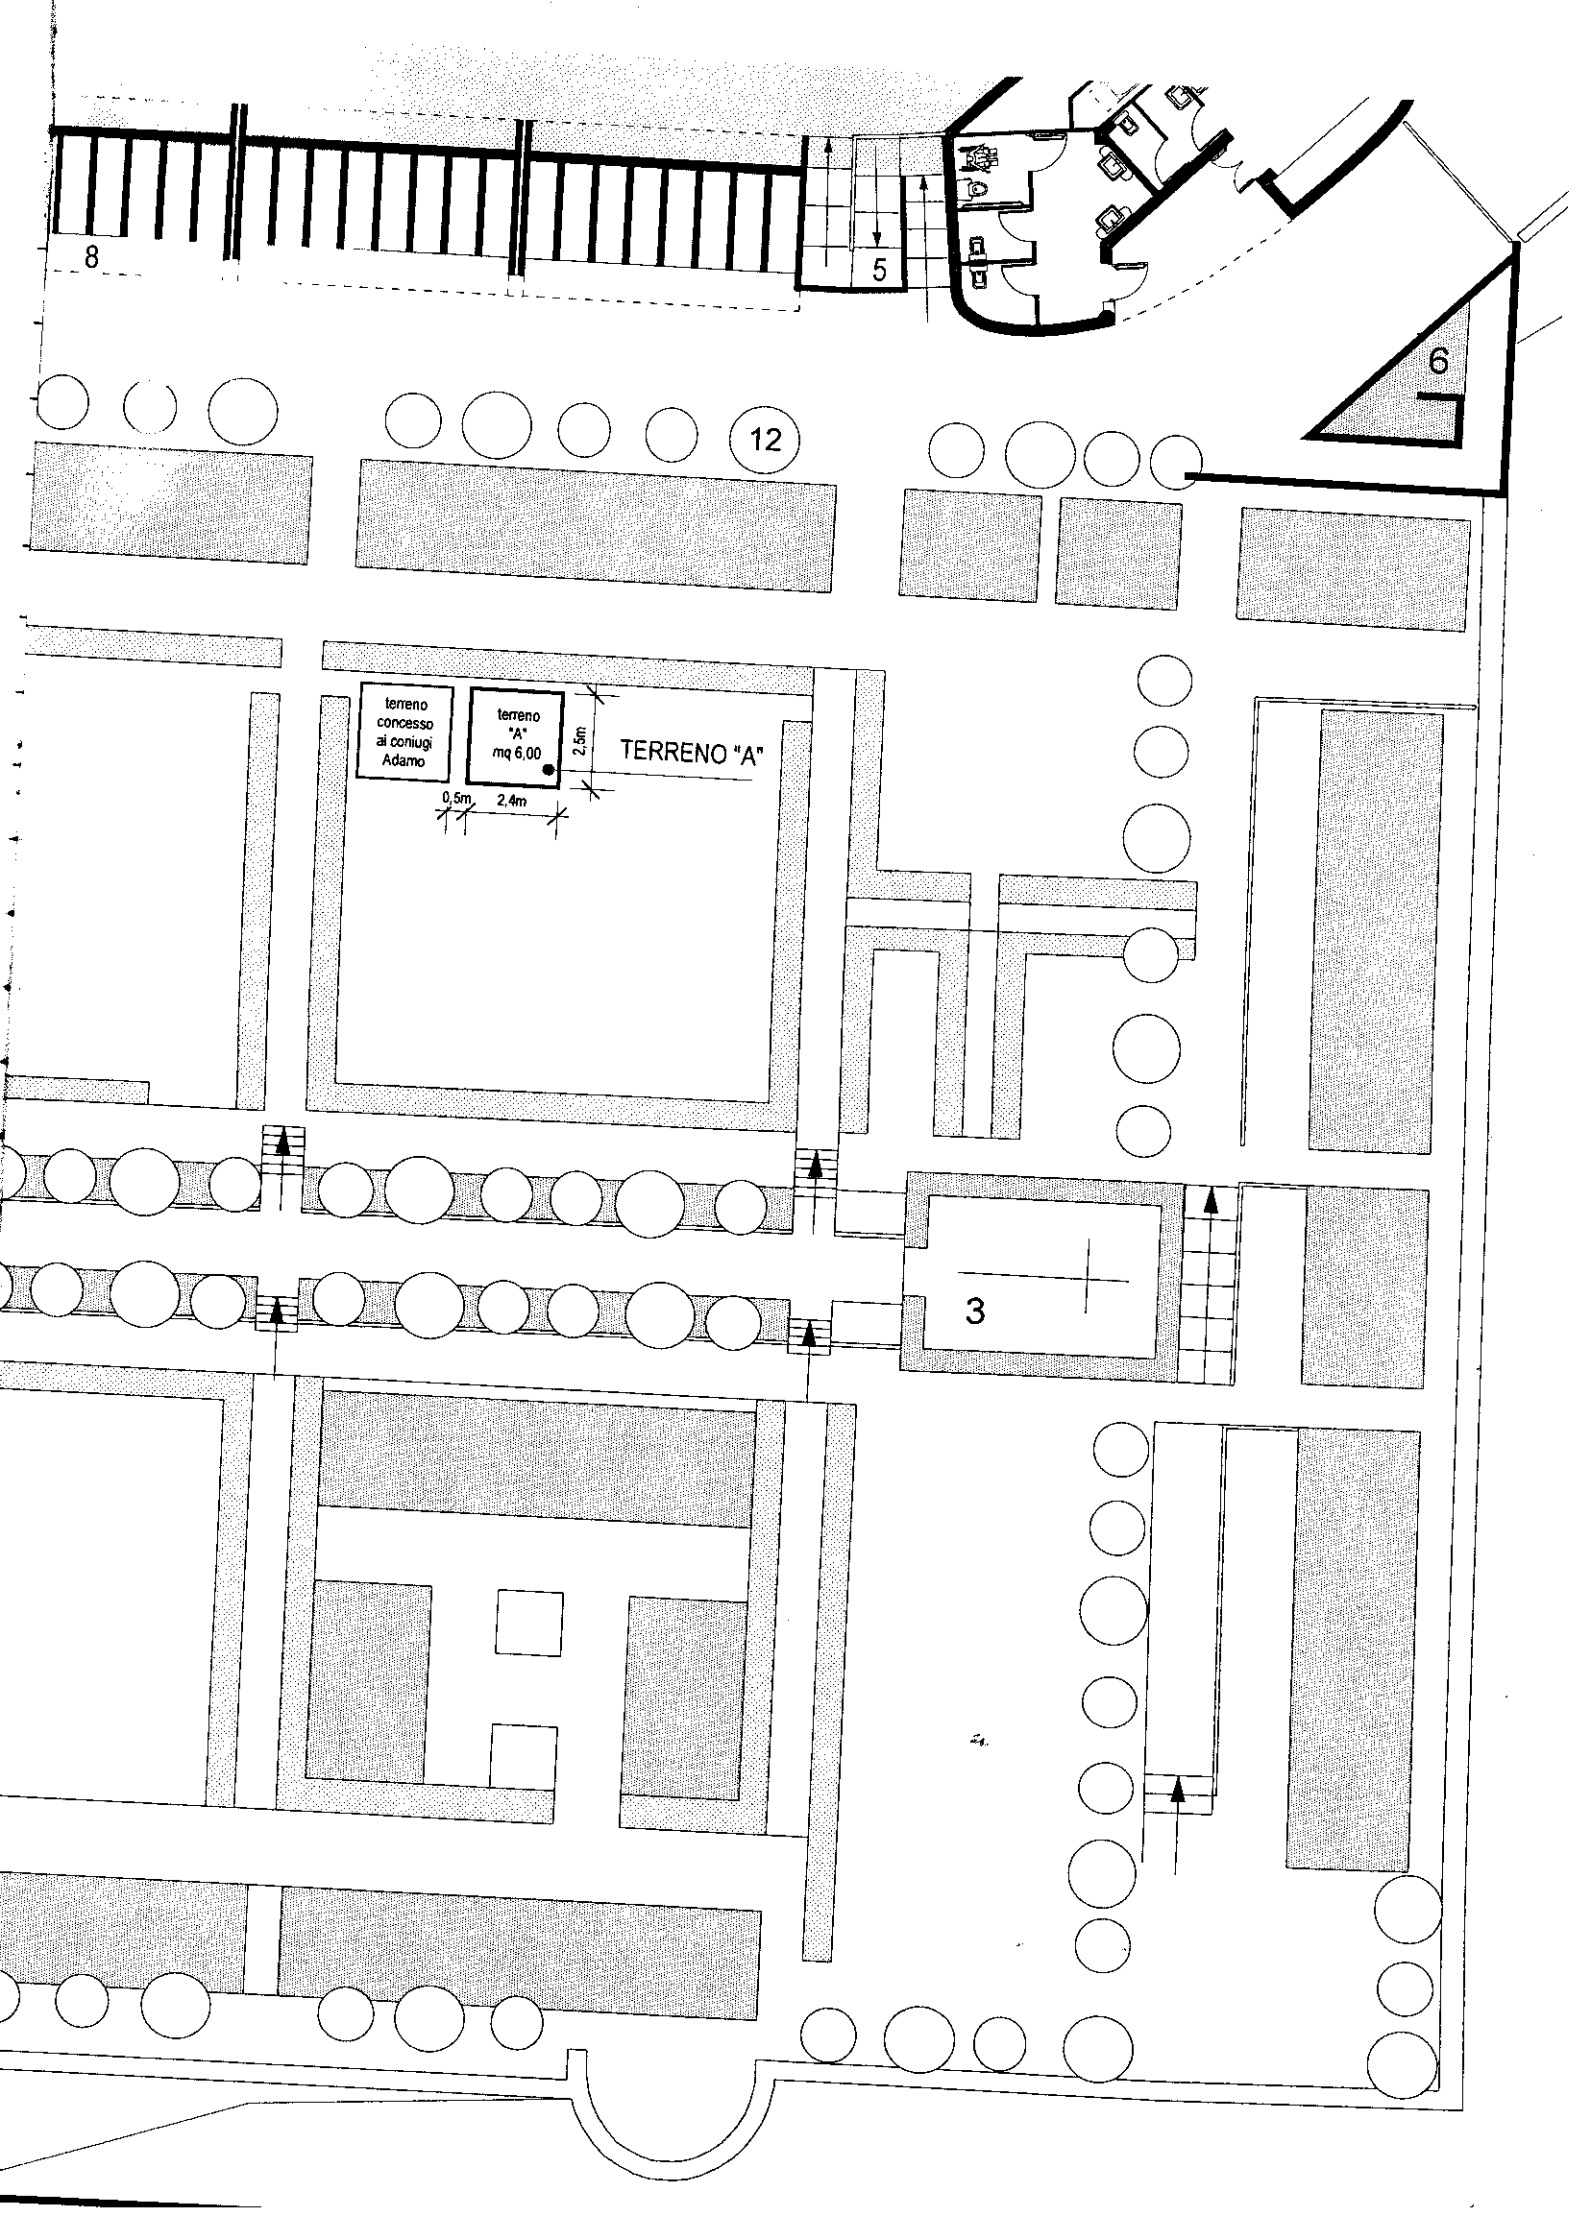 8
5
6
12
terreno
concesso
ai coniugi
Adamo
terreno
"A"
mq 6,00
2,5m
TERRENO "A"
0,5m
2,4m
3